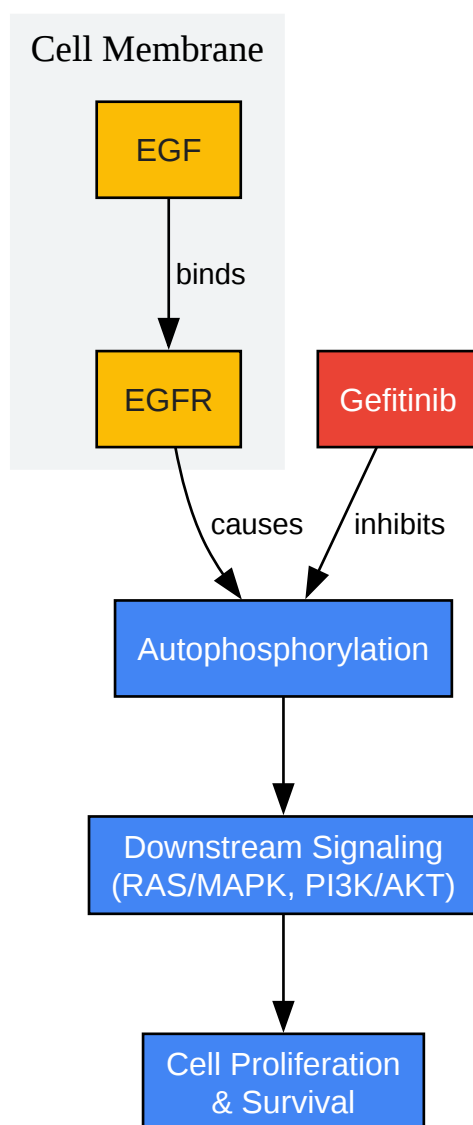 Cell Membrane
EGF
binds
EGFR
Gefitinib
causes
inhibits
Autophosphorylation
Downstream Signaling
(RAS/MAPK, PI3K/AKT)
Cell Proliferation
& Survival